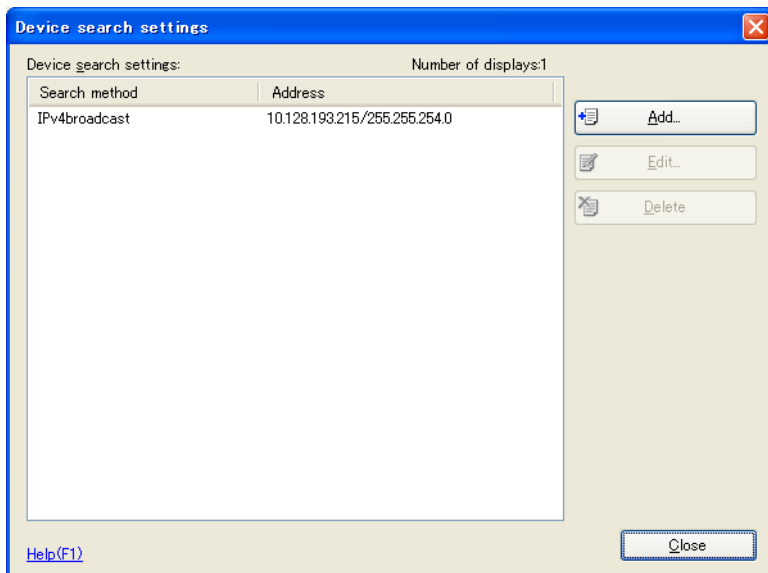 Device search settings
Device search settings: Number of displays:1
Search method Address
IPv4broadcast 10.128.193.215/255.255.254.0
Add...
Edit...
Delete
Help(F1)
Close